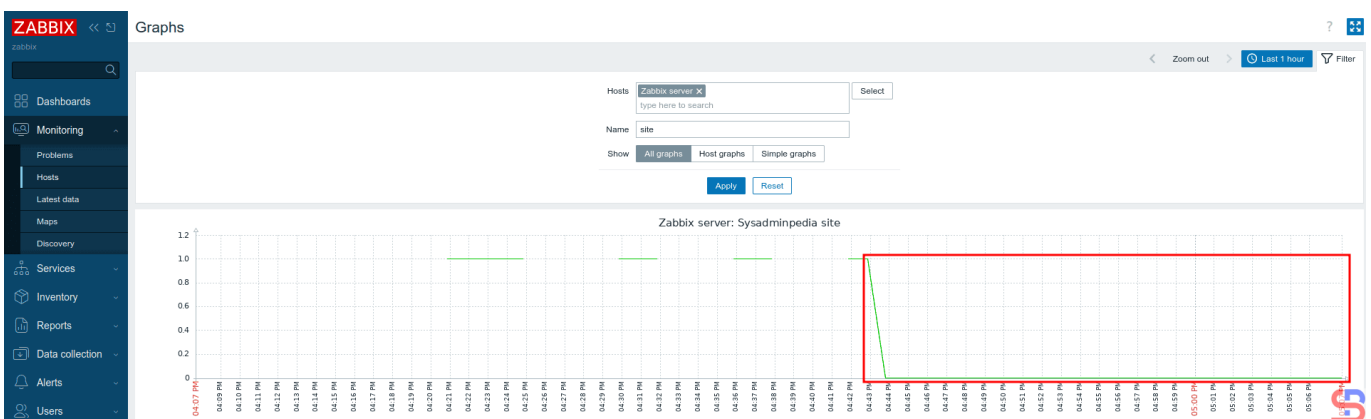 ZABBIX
zabbix
Dashboards
Monitoring
Problems
Hosts
Latest data
Maps
Discovery
Services
Inventory
Reports
Data collection
Alerts
Users
Graphs
?
Zoom out
Last 1 hour
Filter
Hosts
Zabbix server
type here to search
Select
Name
site
Show
All graphs
Host graphs
Simple graphs
Apply
Reset
Zabbix server: Sysadminpedia site
1.2
1.0
0.8
0.6
0.4
0.2
0
04:07 PM
04:09 PM
04:10 PM
04:11 PM
04:12 PM
04:13 PM
04:14 PM
04:15 PM
04:16 PM
04:17 PM
04:18 PM
04:19 PM
04:20 PM
04:21 PM
04:22 PM
04:23 PM
04:24 PM
04:25 PM
04:26 PM
04:27 PM
04:28 PM
04:29 PM
04:30 PM
04:31 PM
04:32 PM
04:33 PM
04:34 PM
04:35 PM
04:36 PM
04:37 PM
04:38 PM
04:39 PM
04:40 PM
04:41 PM
04:42 PM
04:43 PM
04:44 PM
04:45 PM
04:46 PM
04:47 PM
04:48 PM
04:49 PM
04:50 PM
04:51 PM
04:52 PM
04:53 PM
04:54 PM
04:55 PM
04:56 PM
04:57 PM
04:58 PM
04:59 PM
05:00 PM
05:01 PM
05:02 PM
05:03 PM
05:04 PM
05:05 PM
05:06 PM